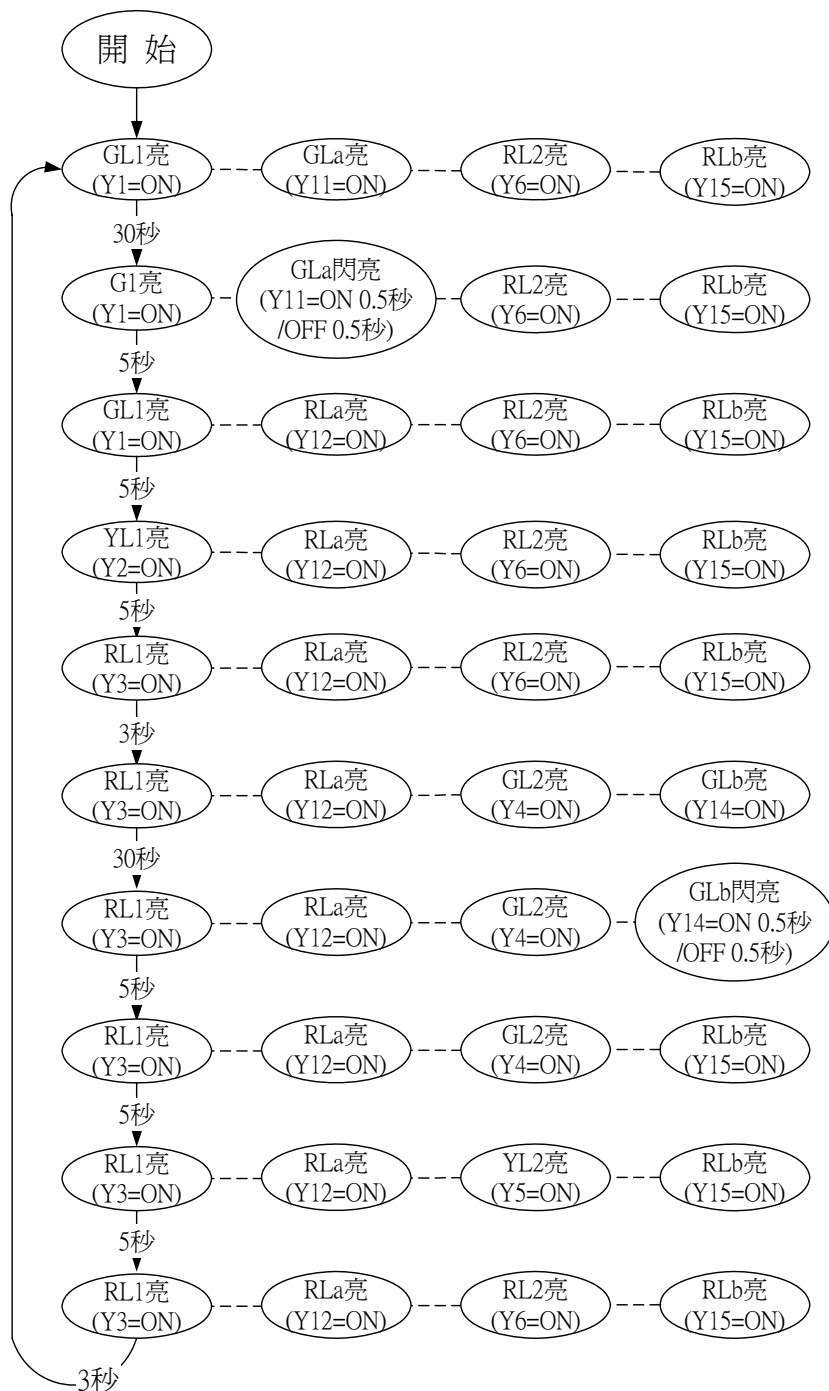 開 始
GL1亮
(Y1=ON)
GLa亮
(Y11=ON)
RL2亮
(Y6=ON)
RLb亮
(Y15=ON)
30秒
G1亮
(Y1=ON)
GLa閃亮
(Y11=ON 0.5秒
/OFF 0.5秒)
RL2亮
(Y6=ON)
RLb亮
(Y15=ON)
5秒
GL1亮
(Y1=ON)
RLa亮
(Y12=ON)
RL2亮
(Y6=ON)
RLb亮
(Y15=ON)
5秒
YL1亮
(Y2=ON)
RLa亮
(Y12=ON)
RL2亮
(Y6=ON)
RLb亮
(Y15=ON)
5秒
RL1亮
(Y3=ON)
RLa亮
(Y12=ON)
RL2亮
(Y6=ON)
RLb亮
(Y15=ON)
3秒
RL1亮
(Y3=ON)
RLa亮
(Y12=ON)
GL2亮
(Y4=ON)
GLb亮
(Y14=ON)
30秒
RL1亮
(Y3=ON)
RLa亮
(Y12=ON)
GL2亮
(Y4=ON)
GLb閃亮
(Y14=ON 0.5秒
/OFF 0.5秒)
5秒
RL1亮
(Y3=ON)
RLa亮
(Y12=ON)
GL2亮
(Y4=ON)
RLb亮
(Y15=ON)
5秒
RL1亮
(Y3=ON)
RLa亮
(Y12=ON)
YL2亮
(Y5=ON)
RLb亮
(Y15=ON)
5秒
RL1亮
(Y3=ON)
RLa亮
(Y12=ON)
RL2亮
(Y6=ON)
RLb亮
(Y15=ON)
3秒